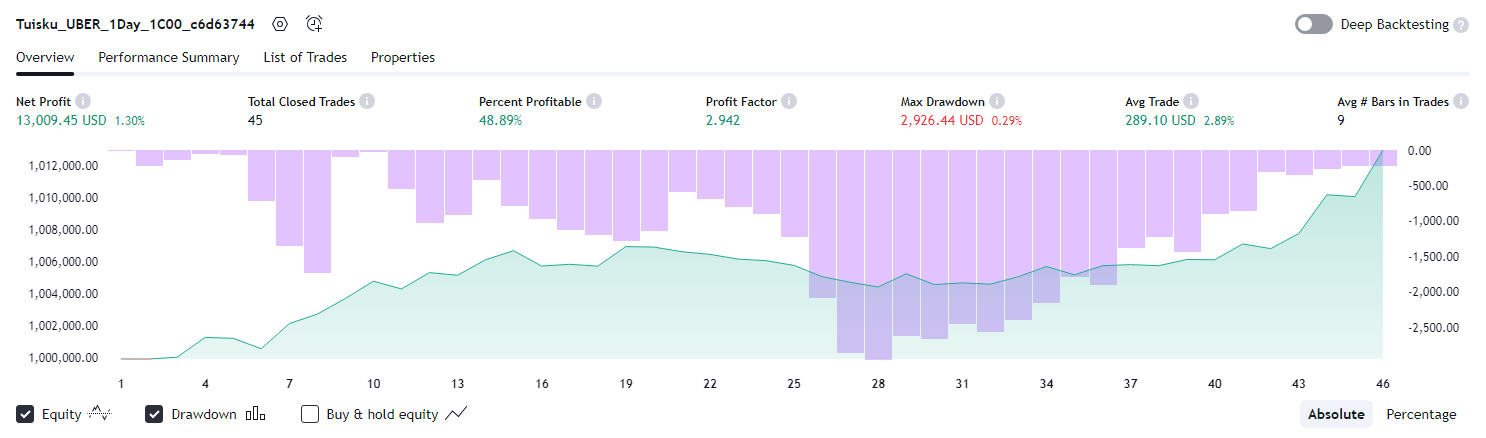 Tuisku_UBER_1Day_1C00_c6d63744
Deep Backtesting ?
Overview Performance Summary List of Trades Properties
Net Profit Total Closed Trades Percent Profitable Profit Factor Max Drawdown Avg Trade Avg # Bars in Trades
13,009.45 USD 1.30% 45 48.89% 2.942 2,926.44 USD 0.29% 289.10 USD 2.89% 9
1,012,000.00
1,010,000.00
1,008,000.00
1,006,000.00
1,004,000.00
1,002,000.00
1,000,000.00
0.00
-500.00
-1,000.00
-1,500.00
-2,000.00
-2,500.00
1 4 7 10 13 16 19 22 25 28 31 34 37 40 43 46
Equity Drawdown Buy & hold equity Absolute Percentage